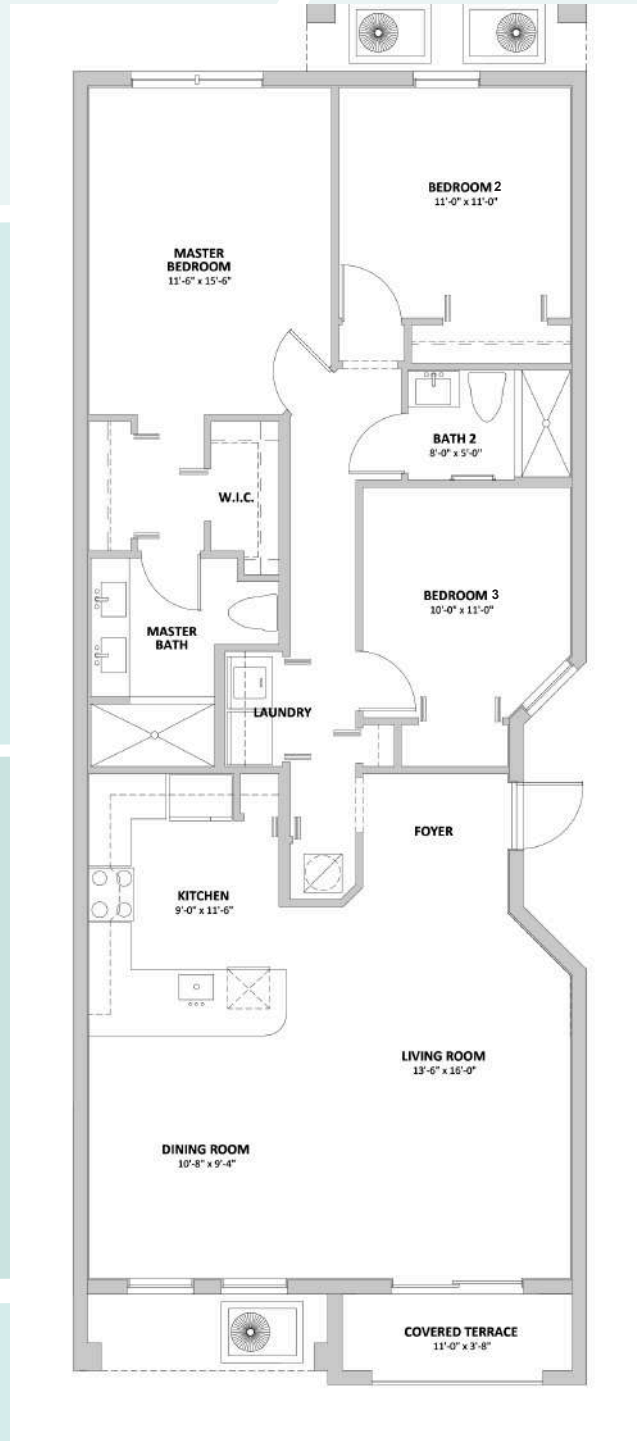 BEDROOM 2
11'-0" x 11'-0"
MASTER
BEDROOM
11'-6" x 15'-6"
BATH 2
8'-0" x 5'-0"
W.I.C.
BEDROOM 3
10'-0" x 11'-0"
MASTER
BATH
LAUNDRY
FOYER
KITCHEN
9'-0" x 11'-6"
LIVING ROOM
13'-6" x 16'-0"
DINING ROOM
10'-8" x 9'-4"
COVERED TERRACE
11'-0" x 3'-8"